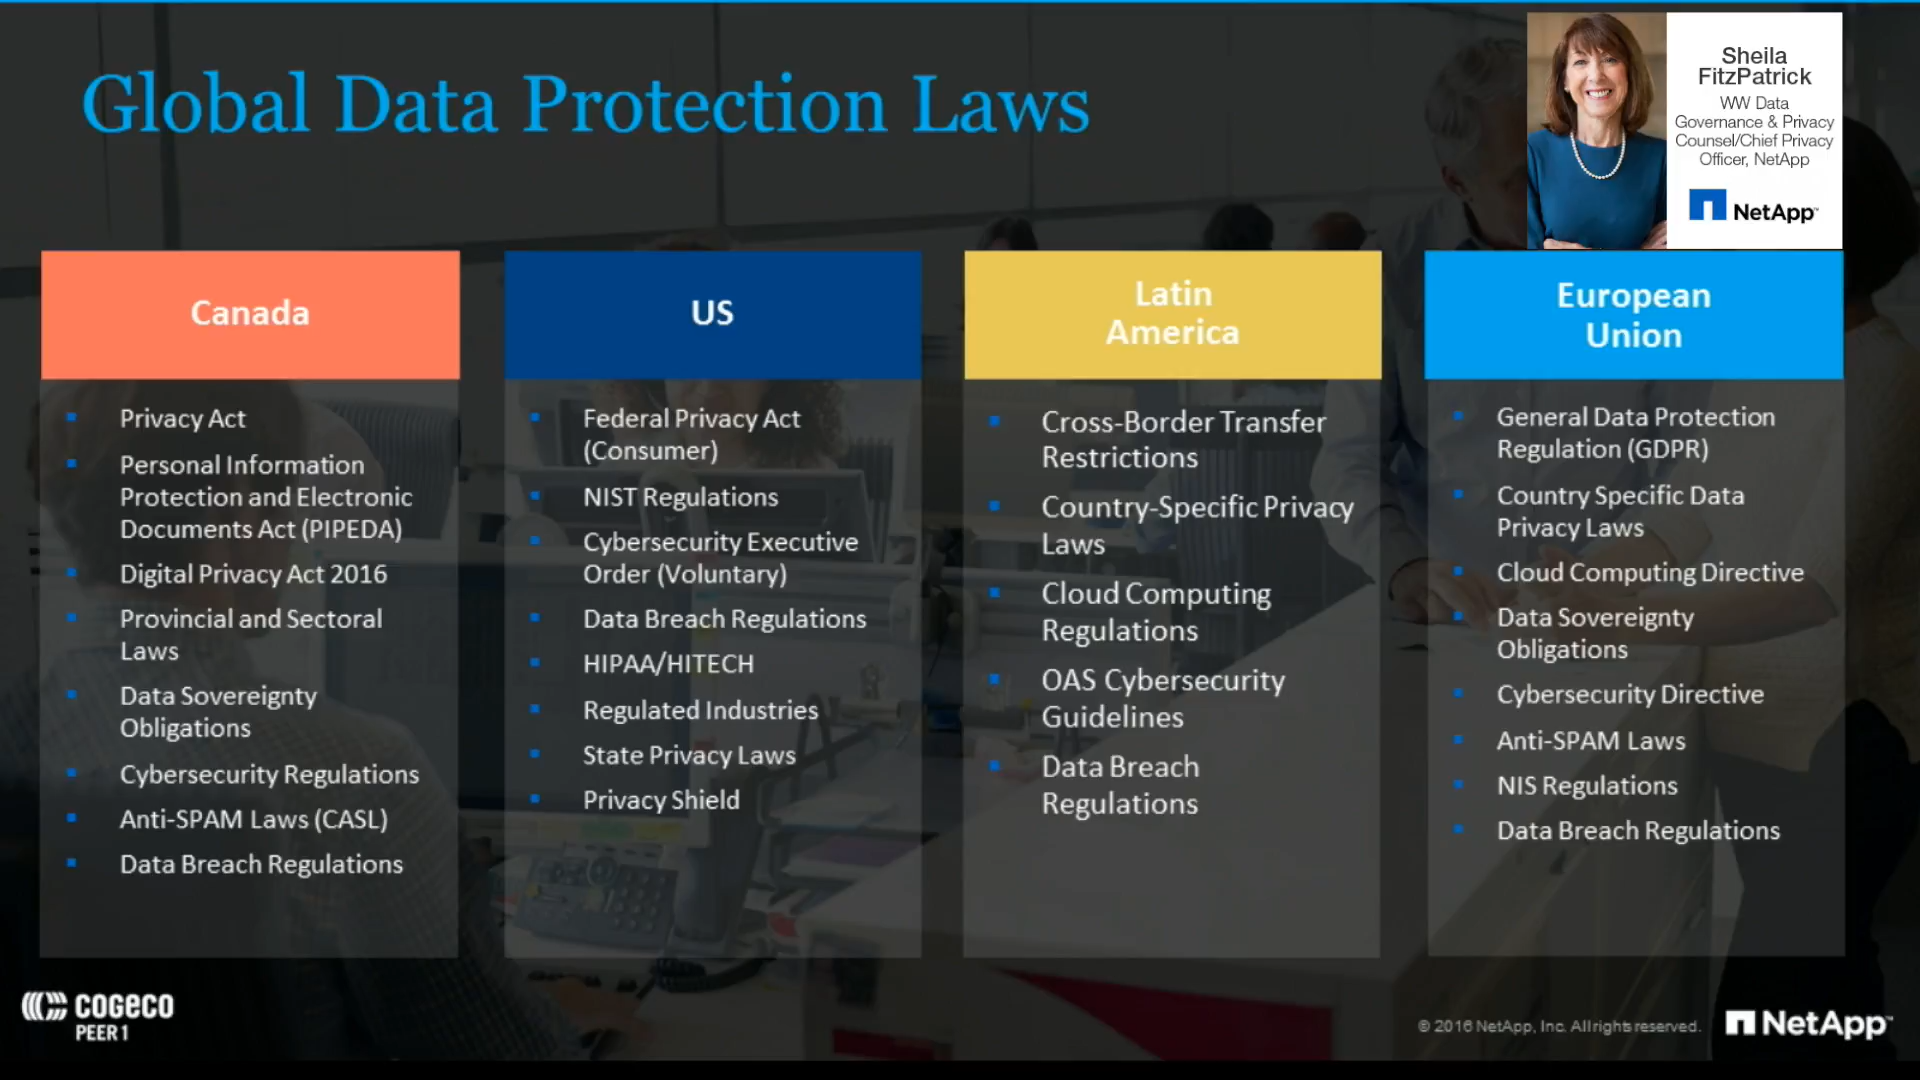 Global Data Protection Laws
Sheila
FitzPatrick
WW Data
Governance & Privacy
Counsel/Chief Privacy
Officer, NetApp
NetApp™
Canada
Privacy Act
Personal Information
Protection and Electronic
Documents Act (PIPEDA)
Digital Privacy Act 2016
Provincial and Sectoral
Laws
Data Sovereignty
Obligations
Cybersecurity Regulations
Anti-SPAM Laws (CASL)
Data Breach Regulations
US
Federal Privacy Act
(Consumer)
NIST Regulations
Cybersecurity Executive
Order (Voluntary)
Data Breach Regulations
HIPAA/HITECH
Regulated Industries
State Privacy Laws
Privacy Shield
Latin
America
Cross-Border Transfer
Restrictions
Country-Specific Privacy
Laws
Cloud Computing
Regulations
OAS Cybersecurity
Guidelines
Data Breach
Regulations
European
Union
General Data Protection
Regulation (GDPR)
Country Specific Data
Privacy Laws
Cloud Computing Directive
Data Sovereignty
Obligations
Cybersecurity Directive
Anti-SPAM Laws
NIS Regulations
Data Breach Regulations
COGECO
PEER 1
© 2016 NetApp, Inc. All rights reserved.
NetApp™